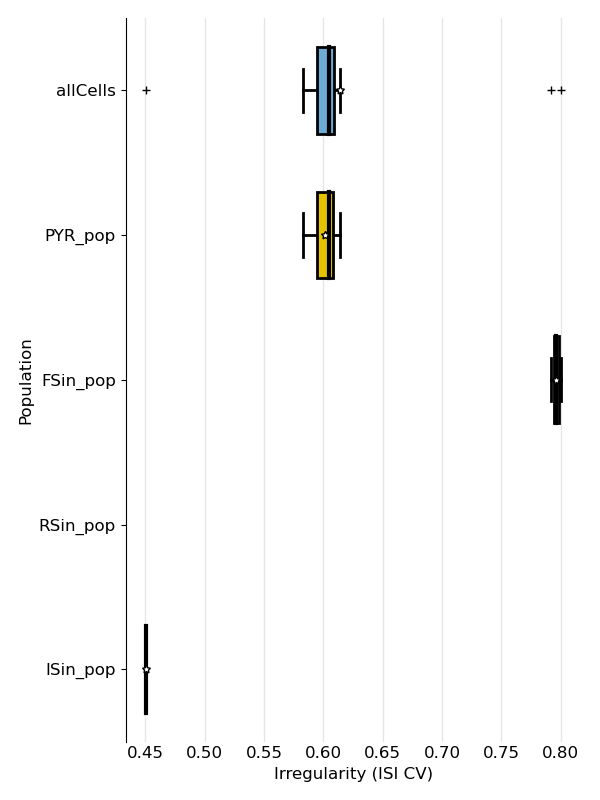 allCells
PYR_pop
FSin_pop
RSin_pop
ISin_pop
Population
0.45 0.50 0.55 0.60 0.65 0.70 0.75 0.80
Irregularity (ISI CV)